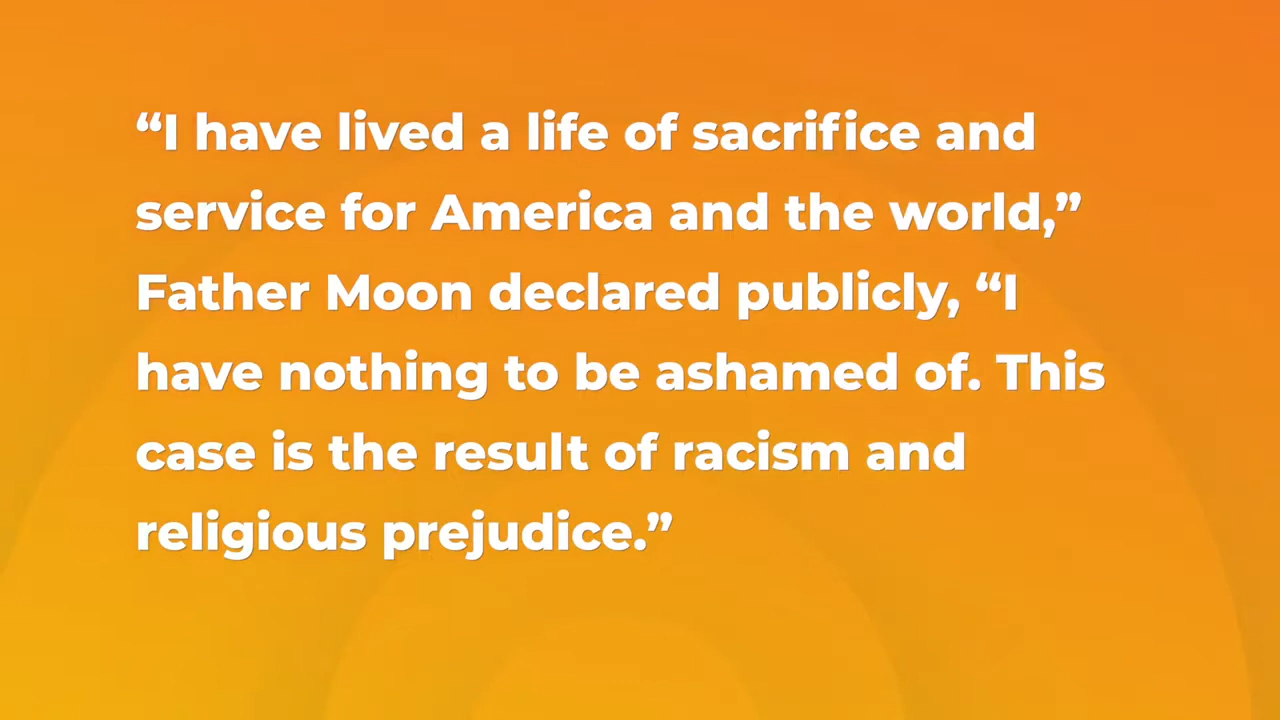 “I have lived a life of sacrifice and
service for America and the world,”
Father Moon declared publicly, “I
have nothing to be ashamed of. This
case is the result of racism and
religious prejudice.”